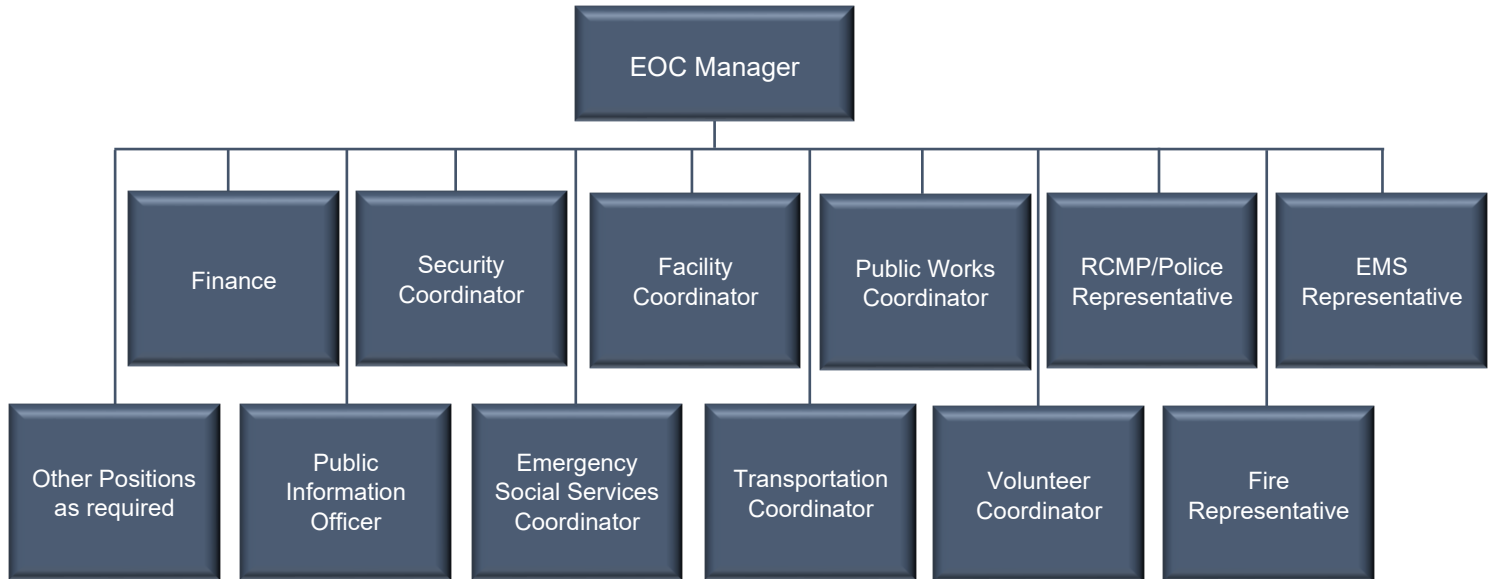 EOC Manager
Finance
Security
Coordinator
Facility
Coordinator
Public Works
Coordinator
RCMP/Police
Representative
EMS
Representative
Other Positions
as required
Public
Information
Officer
Emergency
Social Services
Coordinator
Transportation
Coordinator
Volunteer
Coordinator
Fire
Representative